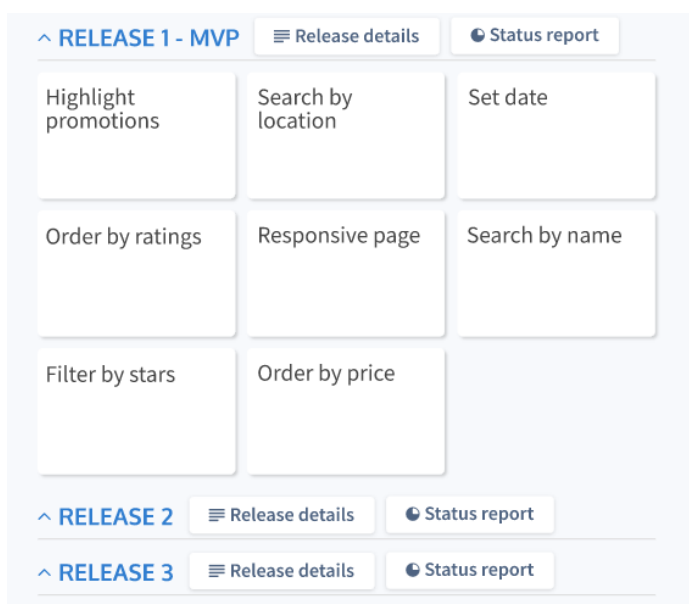 RELEASE 1 - MVP Release details Status report
Highlight promotions
Search by location
Set date
Order by ratings
Responsive page
Search by name
Filter by stars
Order by price
RELEASE 2 Release details Status report
RELEASE 3 Release details Status report